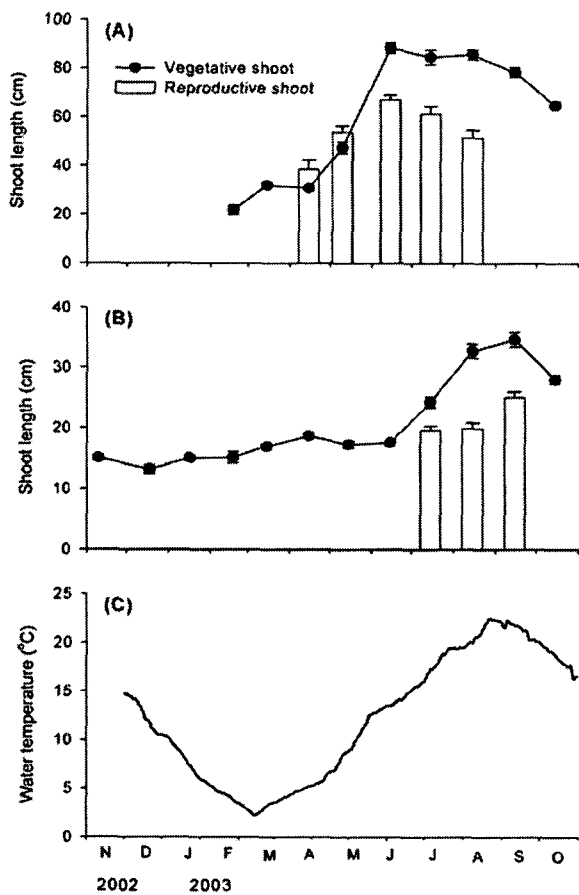 (A)
100
80
60
40
20
0
Shoot length (cm)
Vegetative shoot
Reproductive shoot
(B)
40
30
20
10
0
Shoot length (cm)
(C)
25
20
15
10
5
0
Water temperature (°C)
N D J F M A M J J A S O
2002 2003